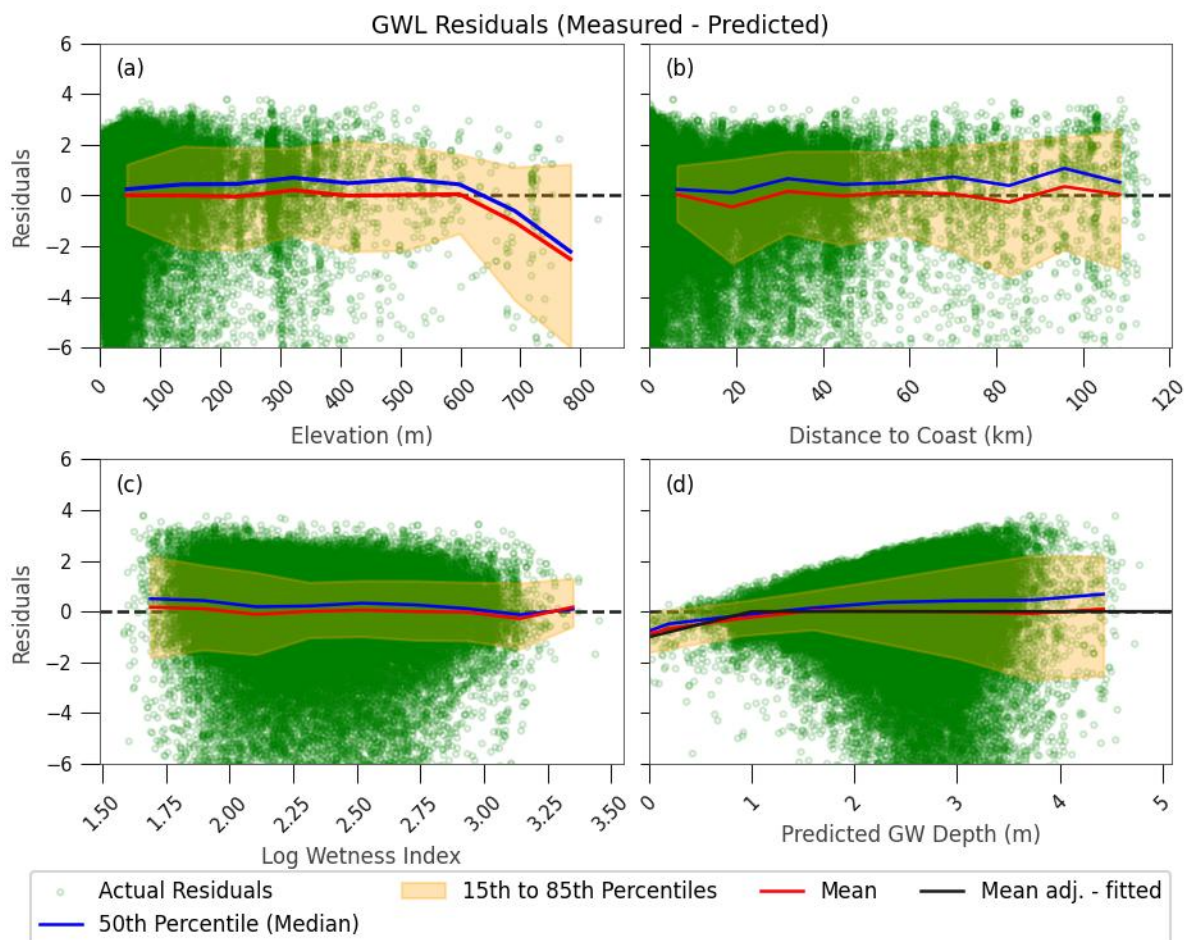 GWL Residuals (Measured - Predicted)
(a)
(b)
Residuals
6
4
2
0
−2
−4
−6
0 100 200 300 400 500 600 700 800
Elevation (m)
0 20 40 60 80 100 120
Distance to Coast (km)
(c)
(d)
Residuals
6
4
2
0
−2
−4
−6
1.50 1.75 2.00 2.25 2.50 2.75 3.00 3.25 3.50
Log Wetness Index
0 1 2 3 4 5
Predicted GW Depth (m)
Actual Residuals 15th to 85th Percentiles Mean Mean adj. - fitted
50th Percentile (Median)